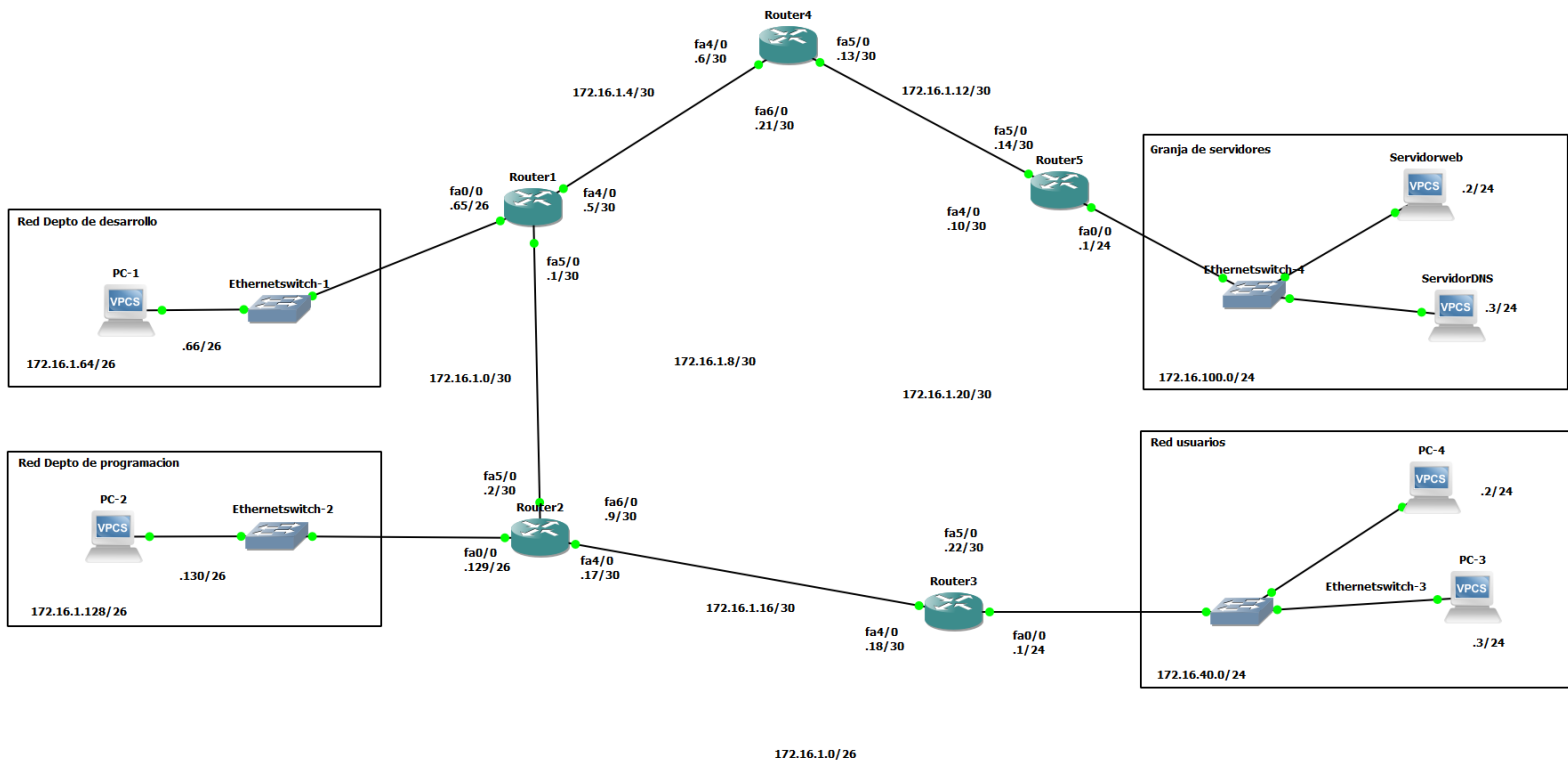 Router4
fa4/0
.6/30
fa5/0
.13/30
172.16.1.4/30
172.16.1.12/30
fa6/0
.21/30
fa5/0
.14/30
Router5
Granja de servidores
Servidorweb
VPCS
.2/24
Router1
fa0/0
.65/26
fa4/0
.5/30
fa4/0
.10/30
fa0/0
.1/24
Red Depto de desarrollo
fa5/0
.1/30
PC-1
VPCS
Ethernetswitch-1
Ethernetswitch-4
ServidorDNS
VPCS
.3/24
.66/26
172.16.1.64/26
172.16.1.0/30
172.16.1.8/30
172.16.1.20/30
172.16.100.0/24
Red Depto de programacion
Red usuarios
PC-4
VPCS
.2/24
fa5/0
.2/30
PC-2
VPCS
Ethernetswitch-2
Router2
fa6/0
.9/30
fa0/0
.129/26
fa4/0
.17/30
fa5/0
.22/30
.130/26
172.16.1.128/26
172.16.1.16/30
Router3
Ethernetswitch-3
PC-3
VPCS
fa4/0
.18/30
fa0/0
.1/24
.3/24
172.16.40.0/24
172.16.1.0/26